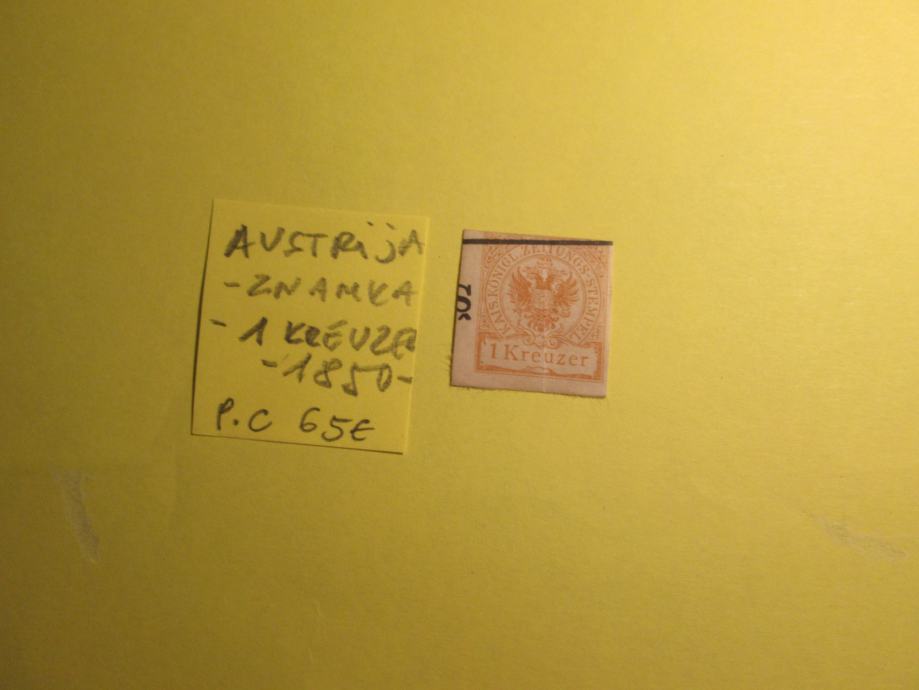 AUSTRIJA
- ZNAMKA
- 1 KREUZER
- 1850 -
P.C 65€
KAIS. KÖNIGL. ZEITUNGS-STEMPEL
1 Kreuzer